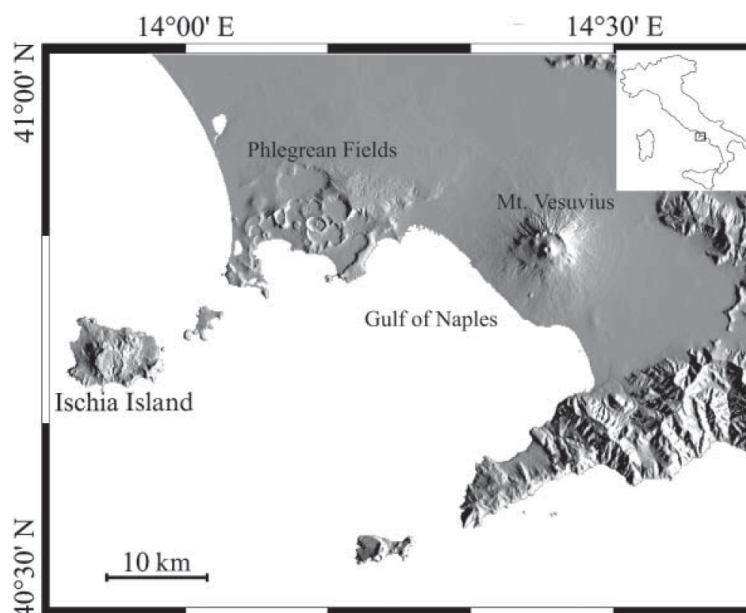 14°00' E
14°30' E
41°00' N
Phlegrean Fields
Mt. Vesuvius
Gulf of Naples
Ischia Island
10 km
40°30' N